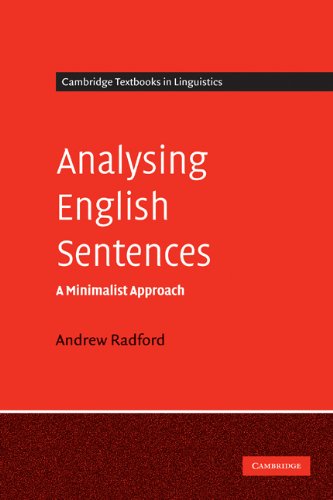 Cambridge Textbooks in Linguistics
Analysing
English
Sentences
A Minimalist Approach
Andrew Radford
CAMBRIDGE